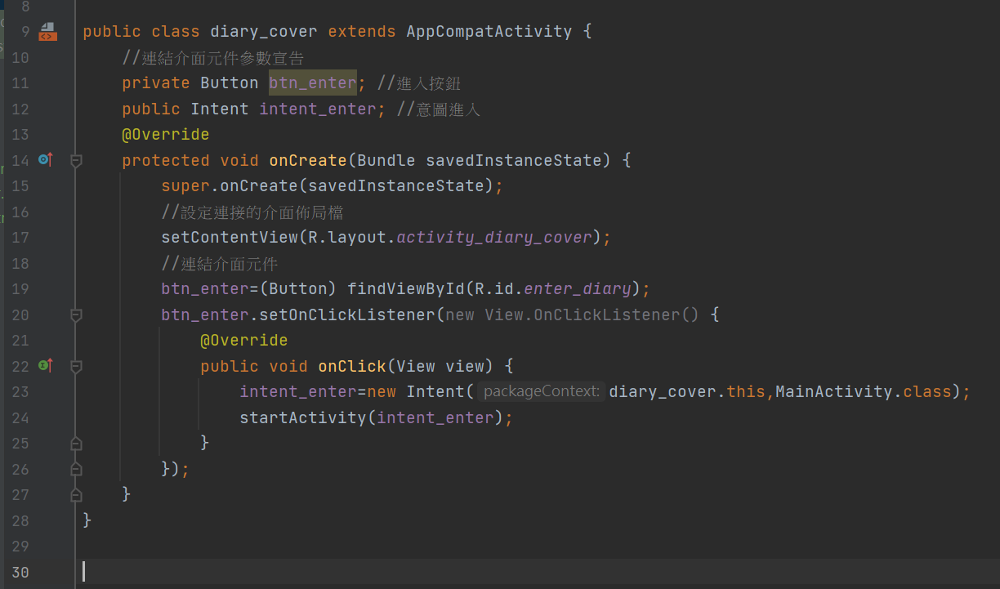 8
9 public class diary_cover extends AppCompatActivity {
10 //連結介面元件參數宣告
11 private Button btn_enter; //進入按鈕
12 public Intent intent_enter; //意圖進入
13 @Override
14 protected void onCreate(Bundle savedInstanceState) {
15 super.onCreate(savedInstanceState);
16 //設定連接的介面佈局檔
17 setContentView(R.layout.activity_diary_cover);
18 //連結介面元件
19 btn_enter=(Button) findViewById(R.id.enter_diary);
20 btn_enter.setOnClickListener(new View.OnClickListener() {
21 @Override
22 public void onClick(View view) {
23 intent_enter=new Intent( packageContext: diary_cover.this,MainActivity.class);
24 startActivity(intent_enter);
25 }
26 });
27 }
28 }
29
30